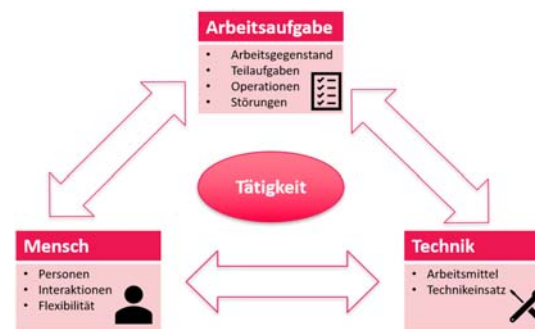 Arbeitsaufgabe
• Arbeitsgegenstand
• Teilaufgaben
• Operationen
• Störungen
Tätigkeit
Mensch
• Personen
• Interaktionen
• Flexibilität
Technik
• Arbeitsmittel
• Technikeinsatz